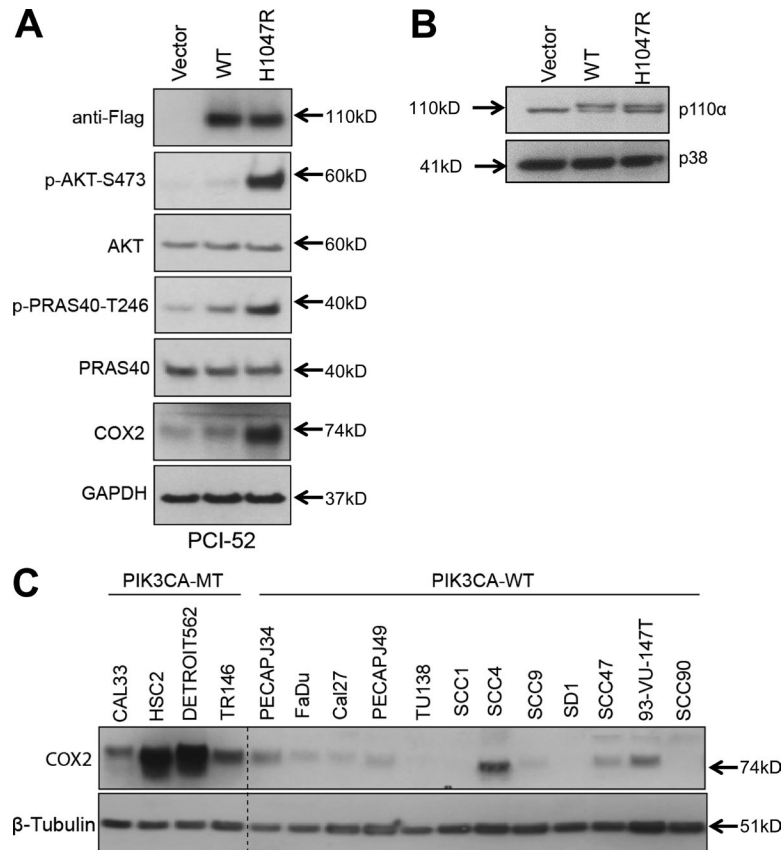 A
Vector
WT
H1047R
anti-Flag
110kD
p-AKT-S473
60kD
AKT
60kD
p-PRAS40-T246
40kD
PRAS40
40kD
COX2
74kD
GAPDH
37kD
PCI-52
B
Vector
WT
H1047R
110kD
p110α
41kD
p38
C
PIK3CA-MT
PIK3CA-WT
CAL33
HSC2
DETROIT562
TR146
PECAPJ34
FaDu
Cal27
PECAPJ49
TU138
SCC1
SCC4
SCC9
SD1
SCC47
93-VU-147T
SCC90
COX2
74kD
β-Tubulin
51kD